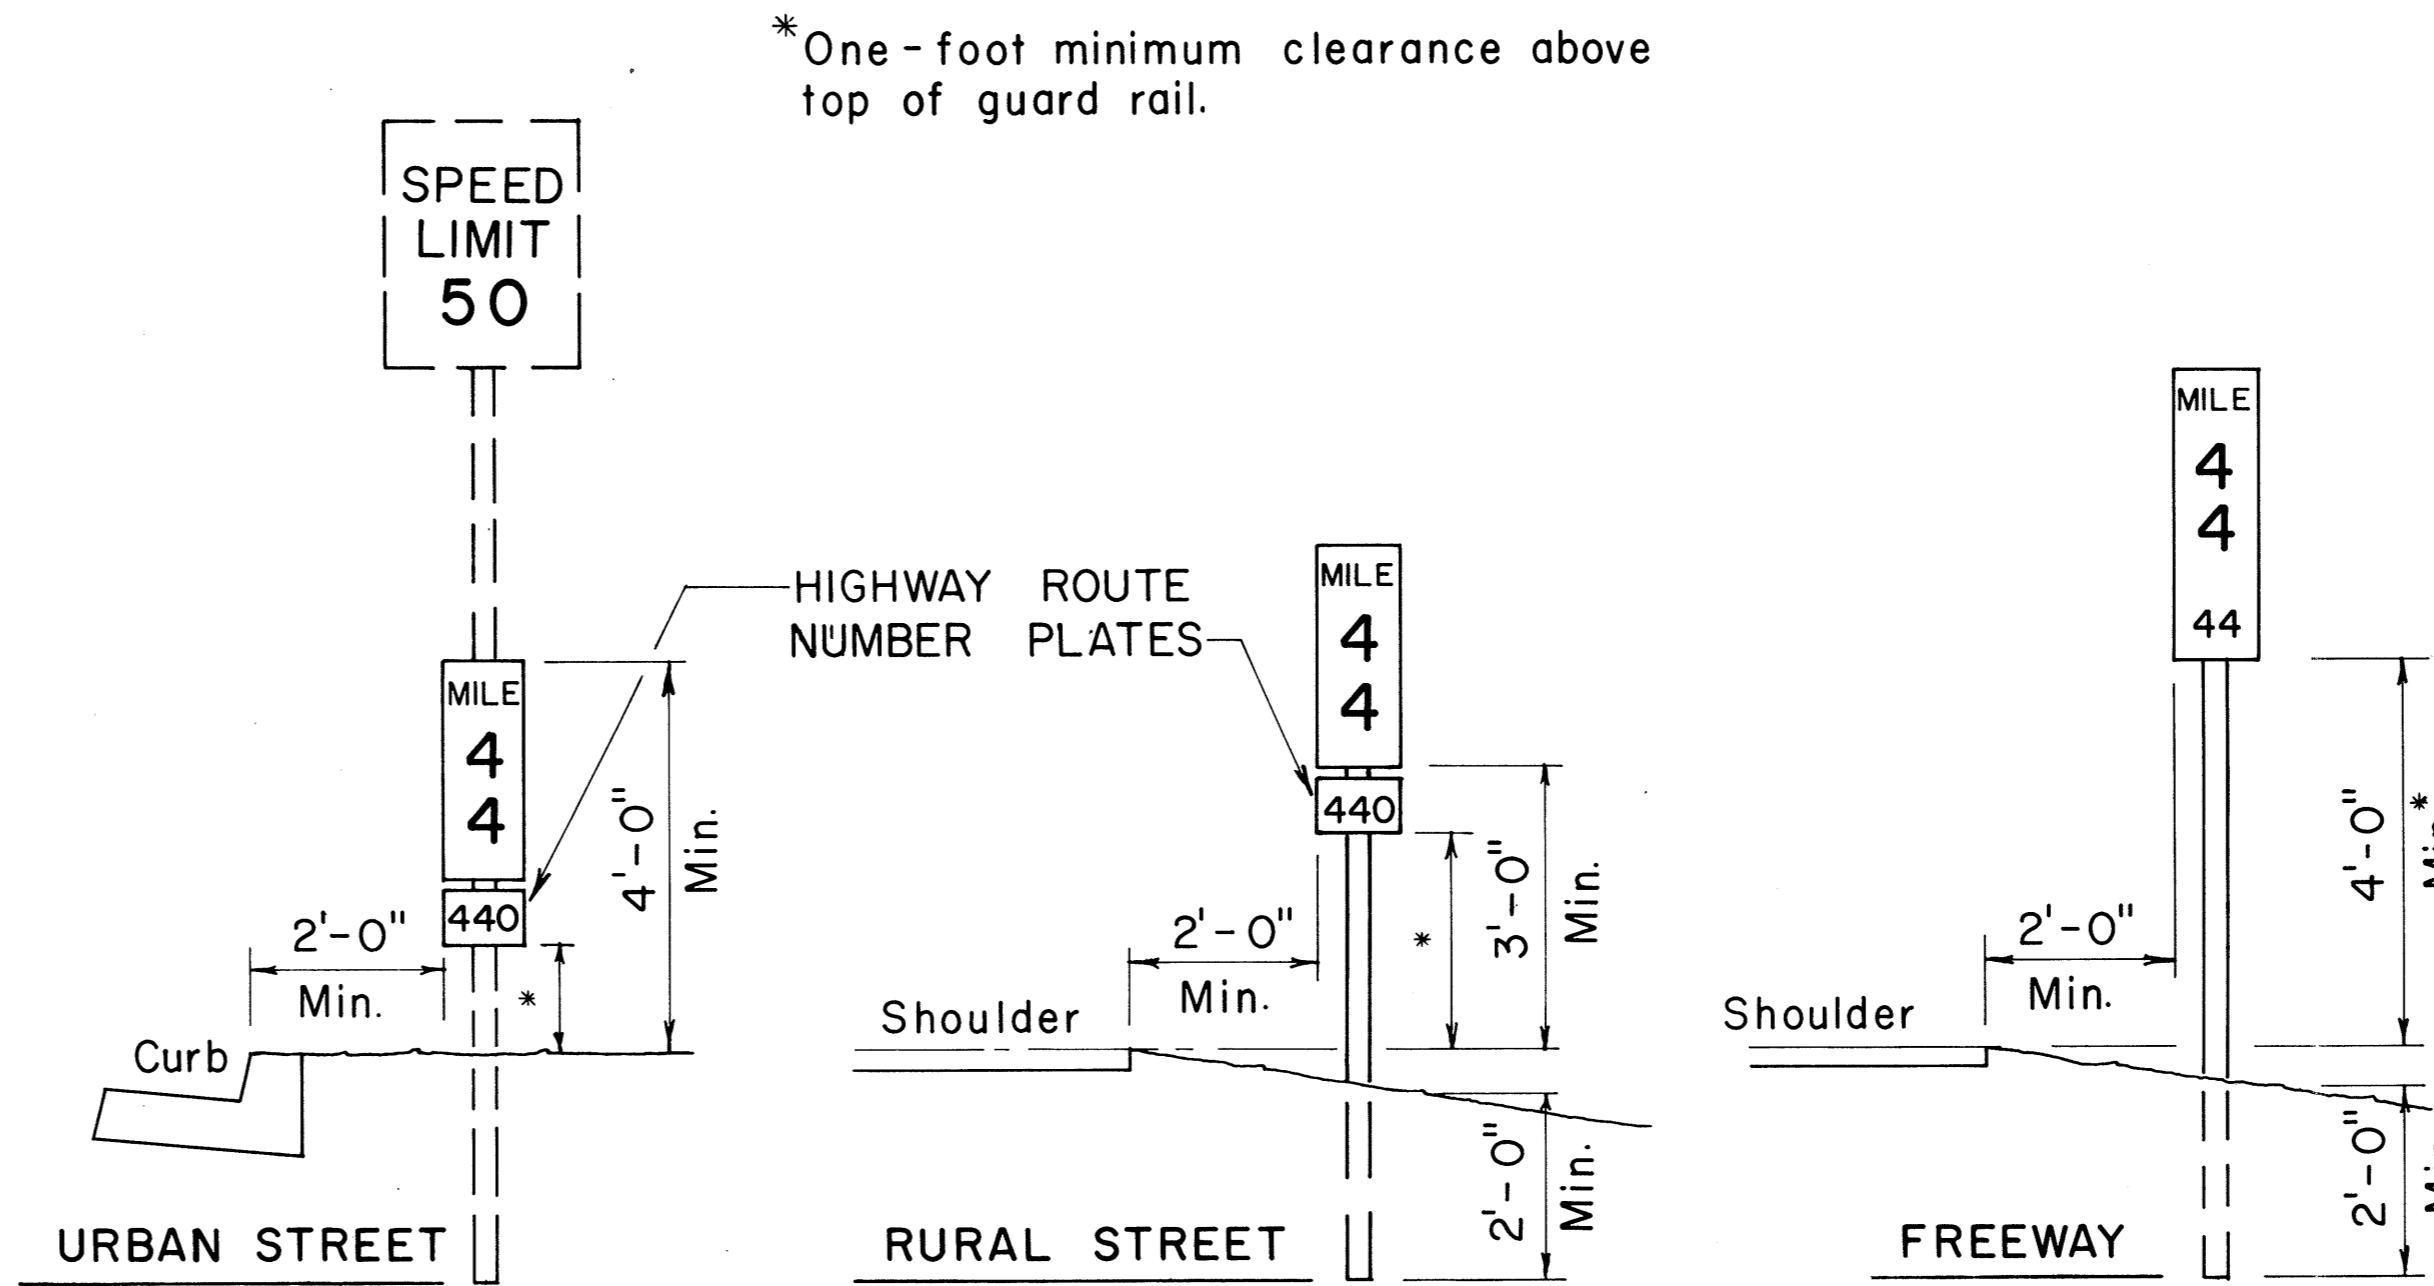 *One-foot minimum clearance above
top of guard rail.
SPEED
LIMIT
50
MILE
4
4
440
HIGHWAY ROUTE
NUMBER PLATES
4'-0"
Min.
2'-0"
Min.
*
Curb
URBAN STREET
MILE
4
4
440
3'-0"
Min.
*
2'-0"
Min.
Shoulder
2'-0"
Min.
RURAL STREET
MILE
4
4
44
4'-0"
Min.*
2'-0"
Min.
Shoulder
2'-0"
FREEWAY